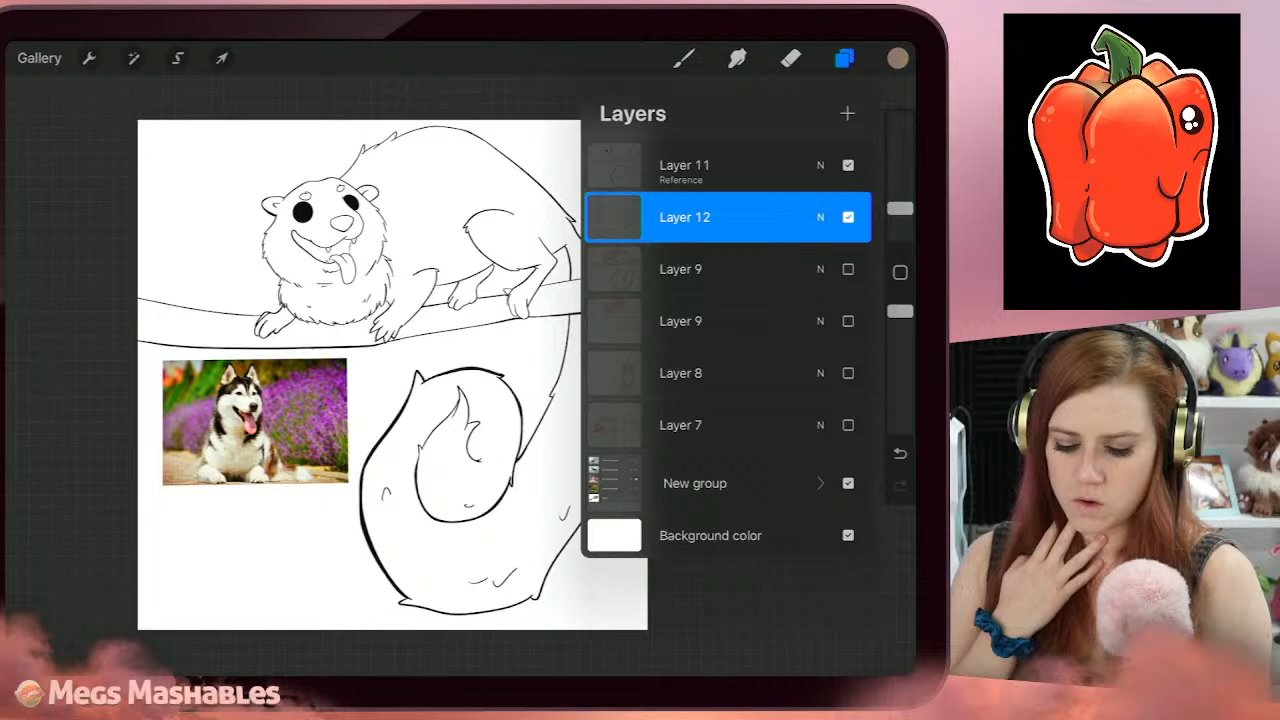 Gallery
Layers
Layer 11 N
Reference
Layer 12 N
Layer 9 N
Layer 9 N
Layer 8 N
Layer 7 N
New group
Background color
Megs Mashables